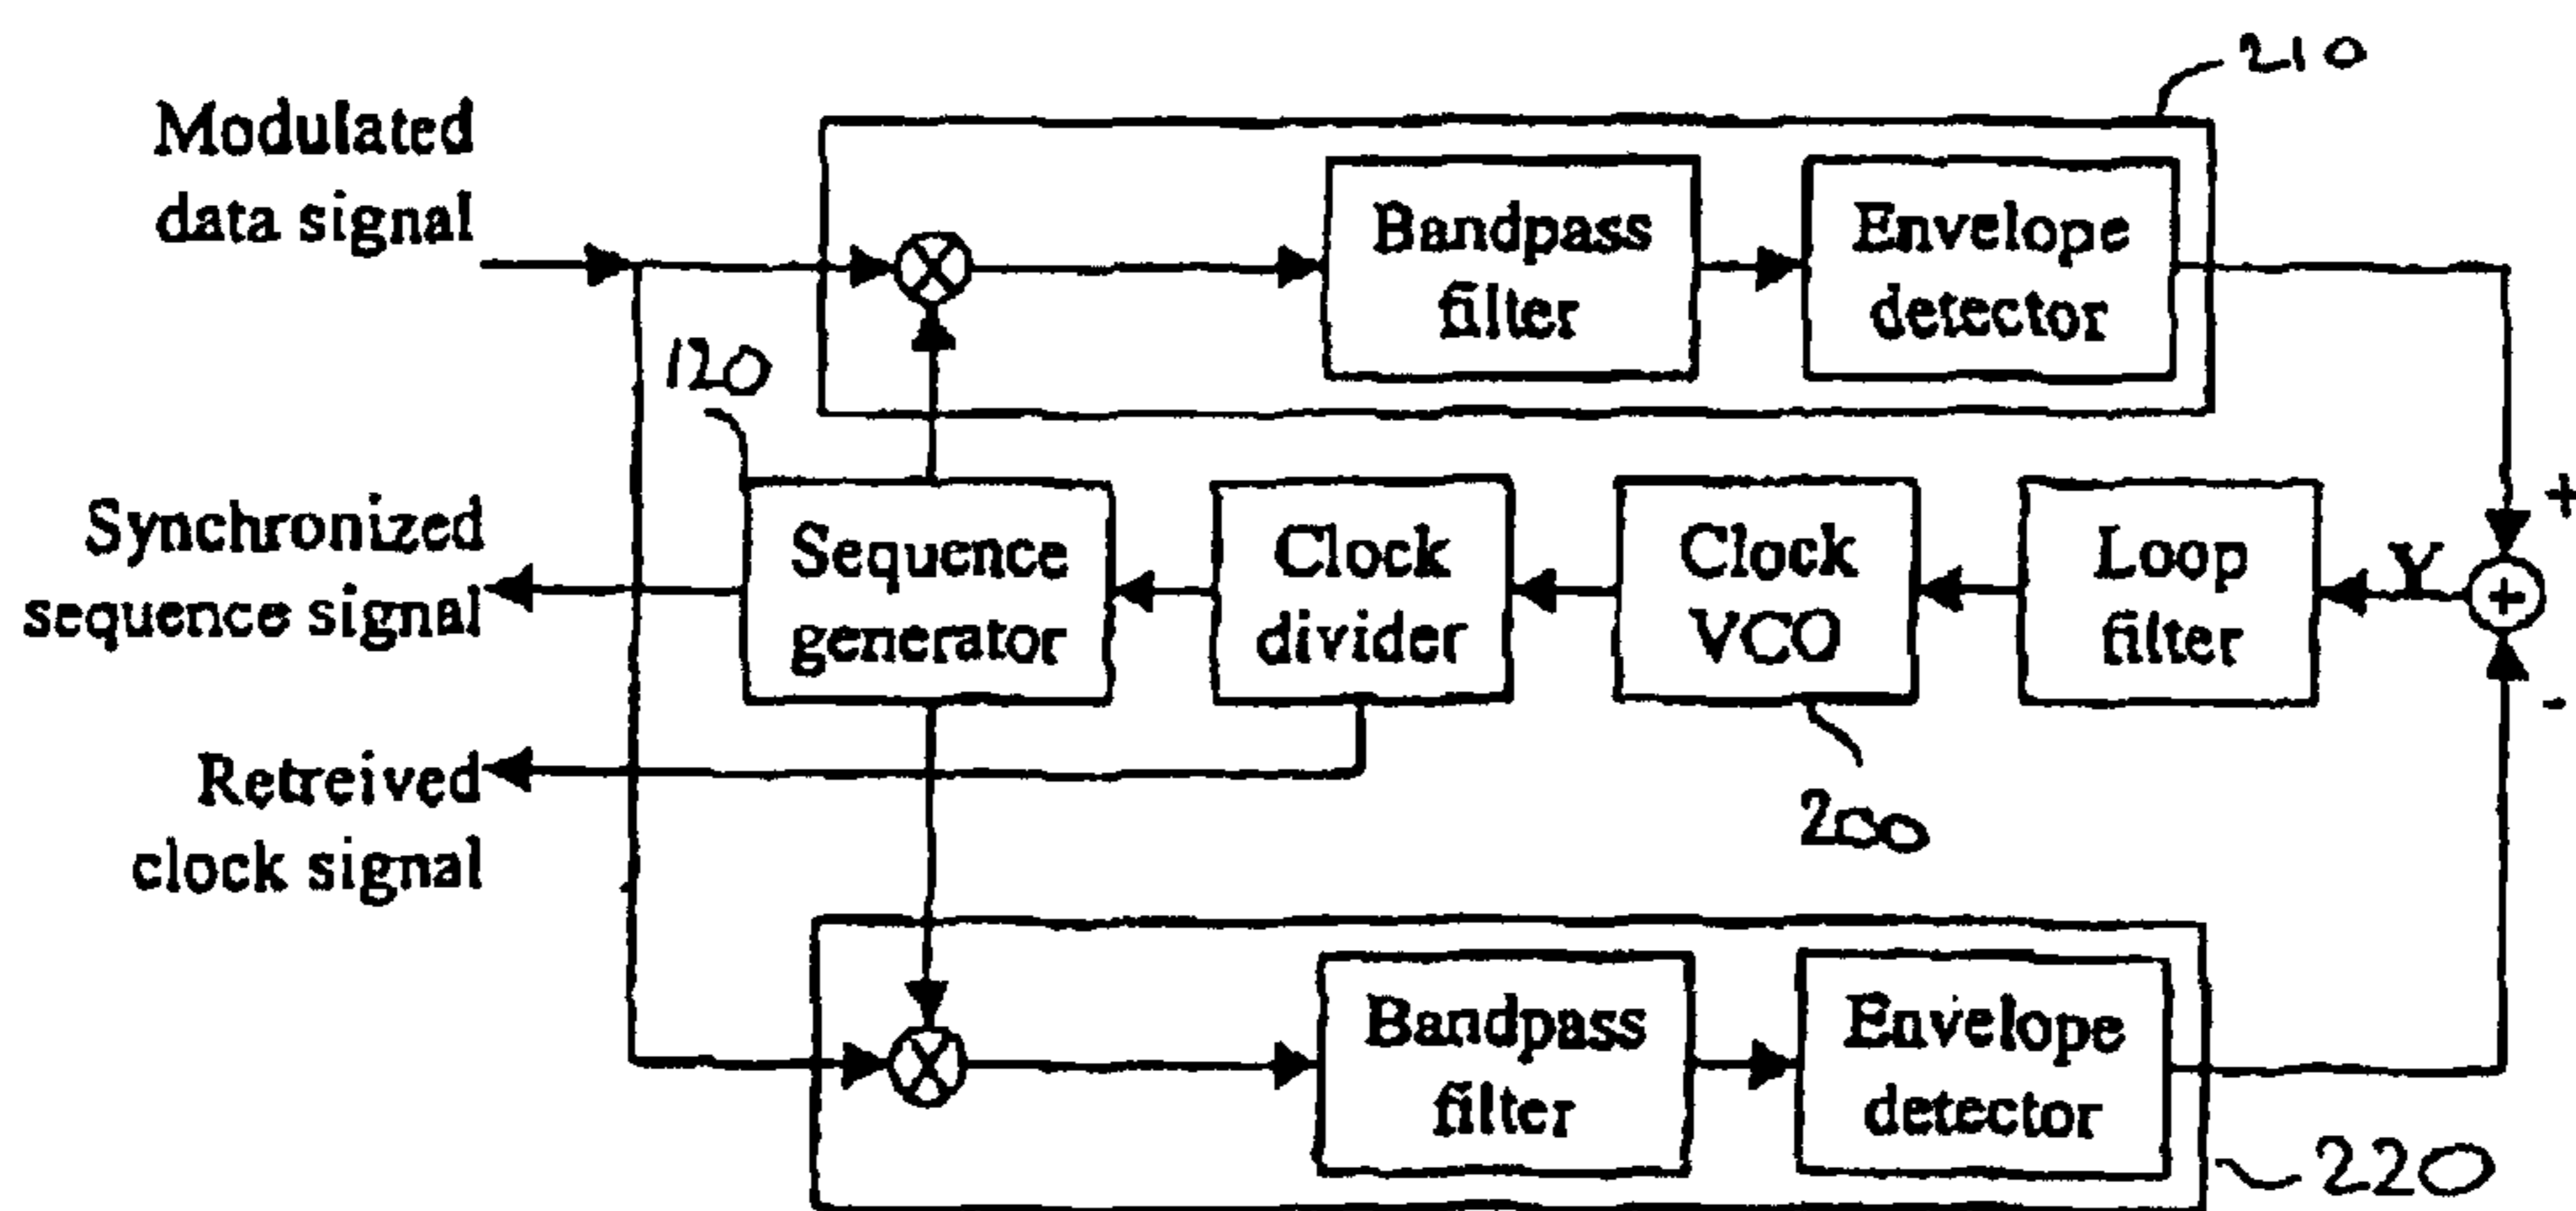 210
Modulated
data signal
Bandpass
filter
Envelope
detector
120
+
Synchronized
sequence signal
Sequence
generator
Clock
divider
Clock
VCO
Loop
filter
Y
+
-
Retreived
clock signal
200
Bandpass
filter
Envelope
detector
220